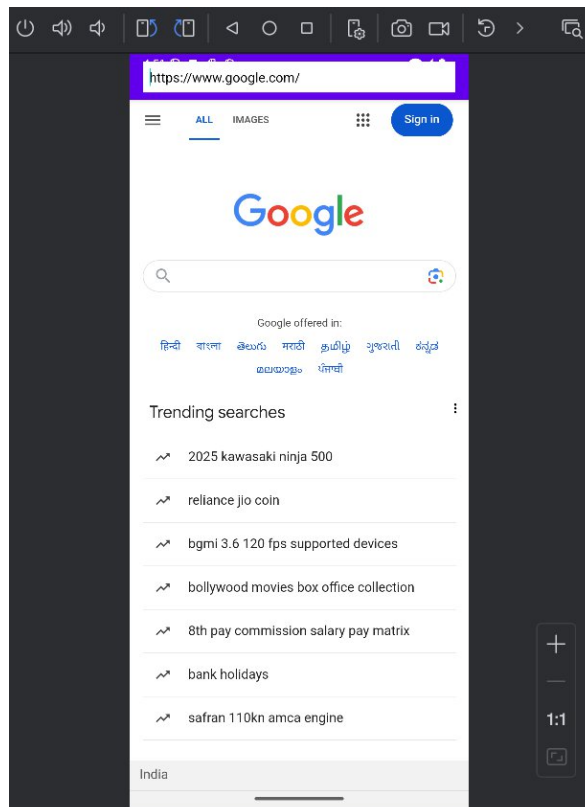 https://www.google.com/
ALL IMAGES Sign in
Google
Google offered in:
हिन्दी বাংলা తెలుగు मराठी தமிழ் ગુજરાતી ಕನ್ನಡ
മലയാളം ਪੰਜਾਬੀ
Trending searches
2025 kawasaki ninja 500
reliance jio coin
bgmi 3.6 120 fps supported devices
bollywood movies box office collection
8th pay commission salary pay matrix
bank holidays
safran 110kn amca engine
1:1
India